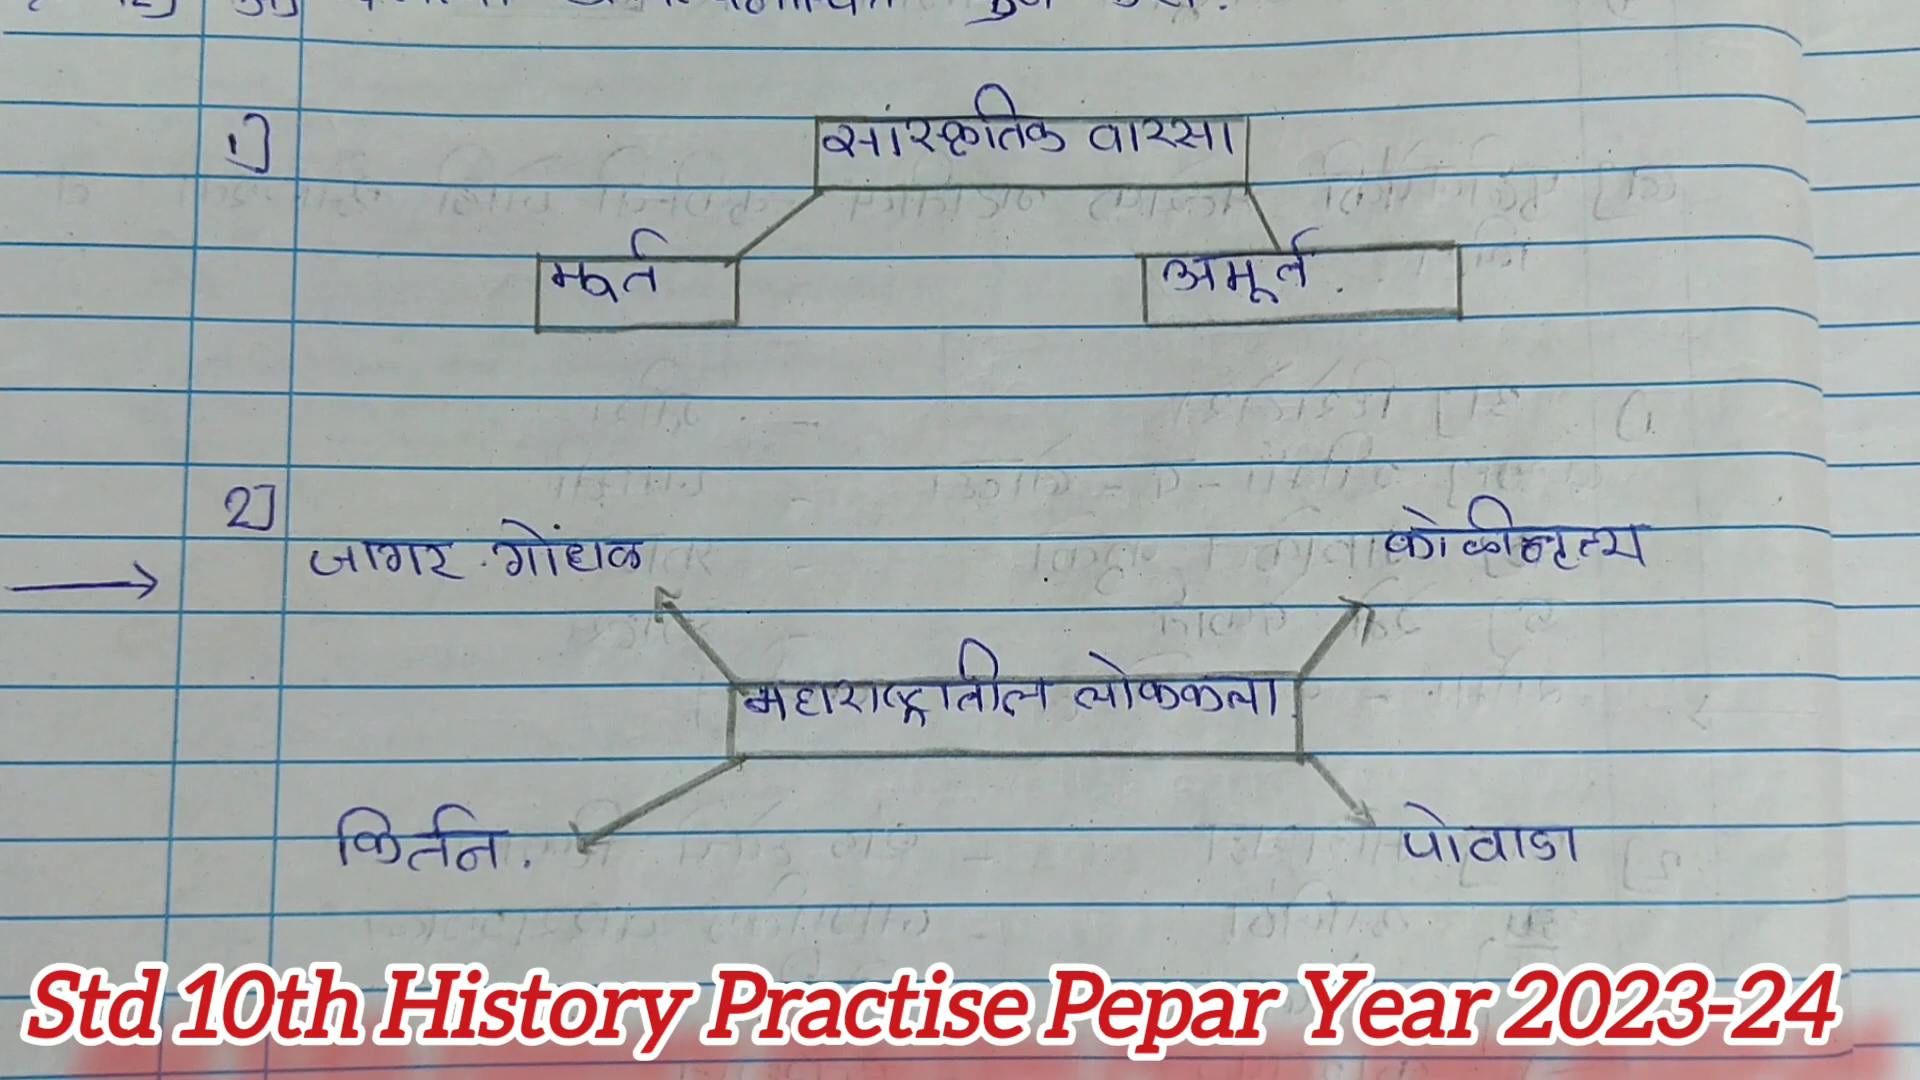 1]
सांस्कृतिक वारसा
मूर्त
अमूर्त.
2]
जागर.गोंधळ
कोळीनृत्य
महाराष्ट्रातील लोककला
किर्तन.
पोवाडा
Std 10th History Practise Pepar Year 2023-24